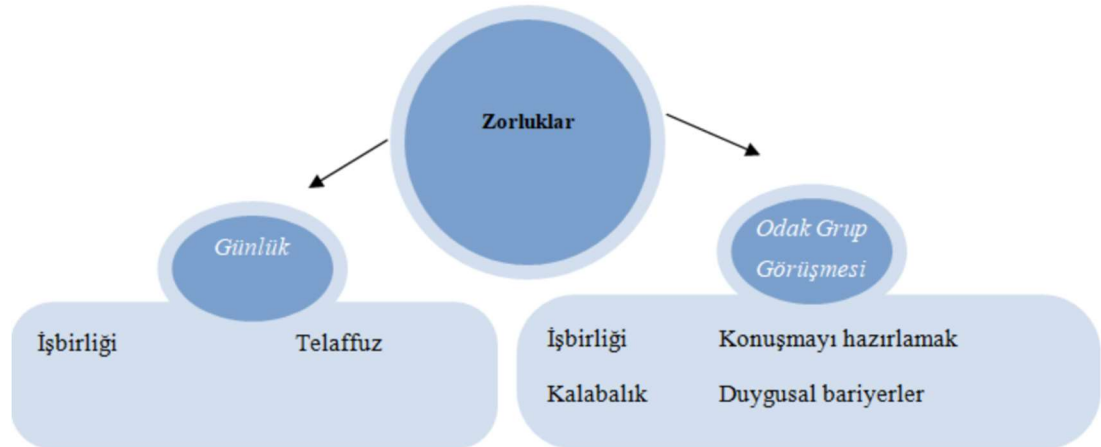 Zorluklar
Günlük
İşbirliği Telaffuz
Odak Grup
Görüşmesi
İşbirliği Konuşmayı hazırlamak
Kalabalık Duygusal bariyerler